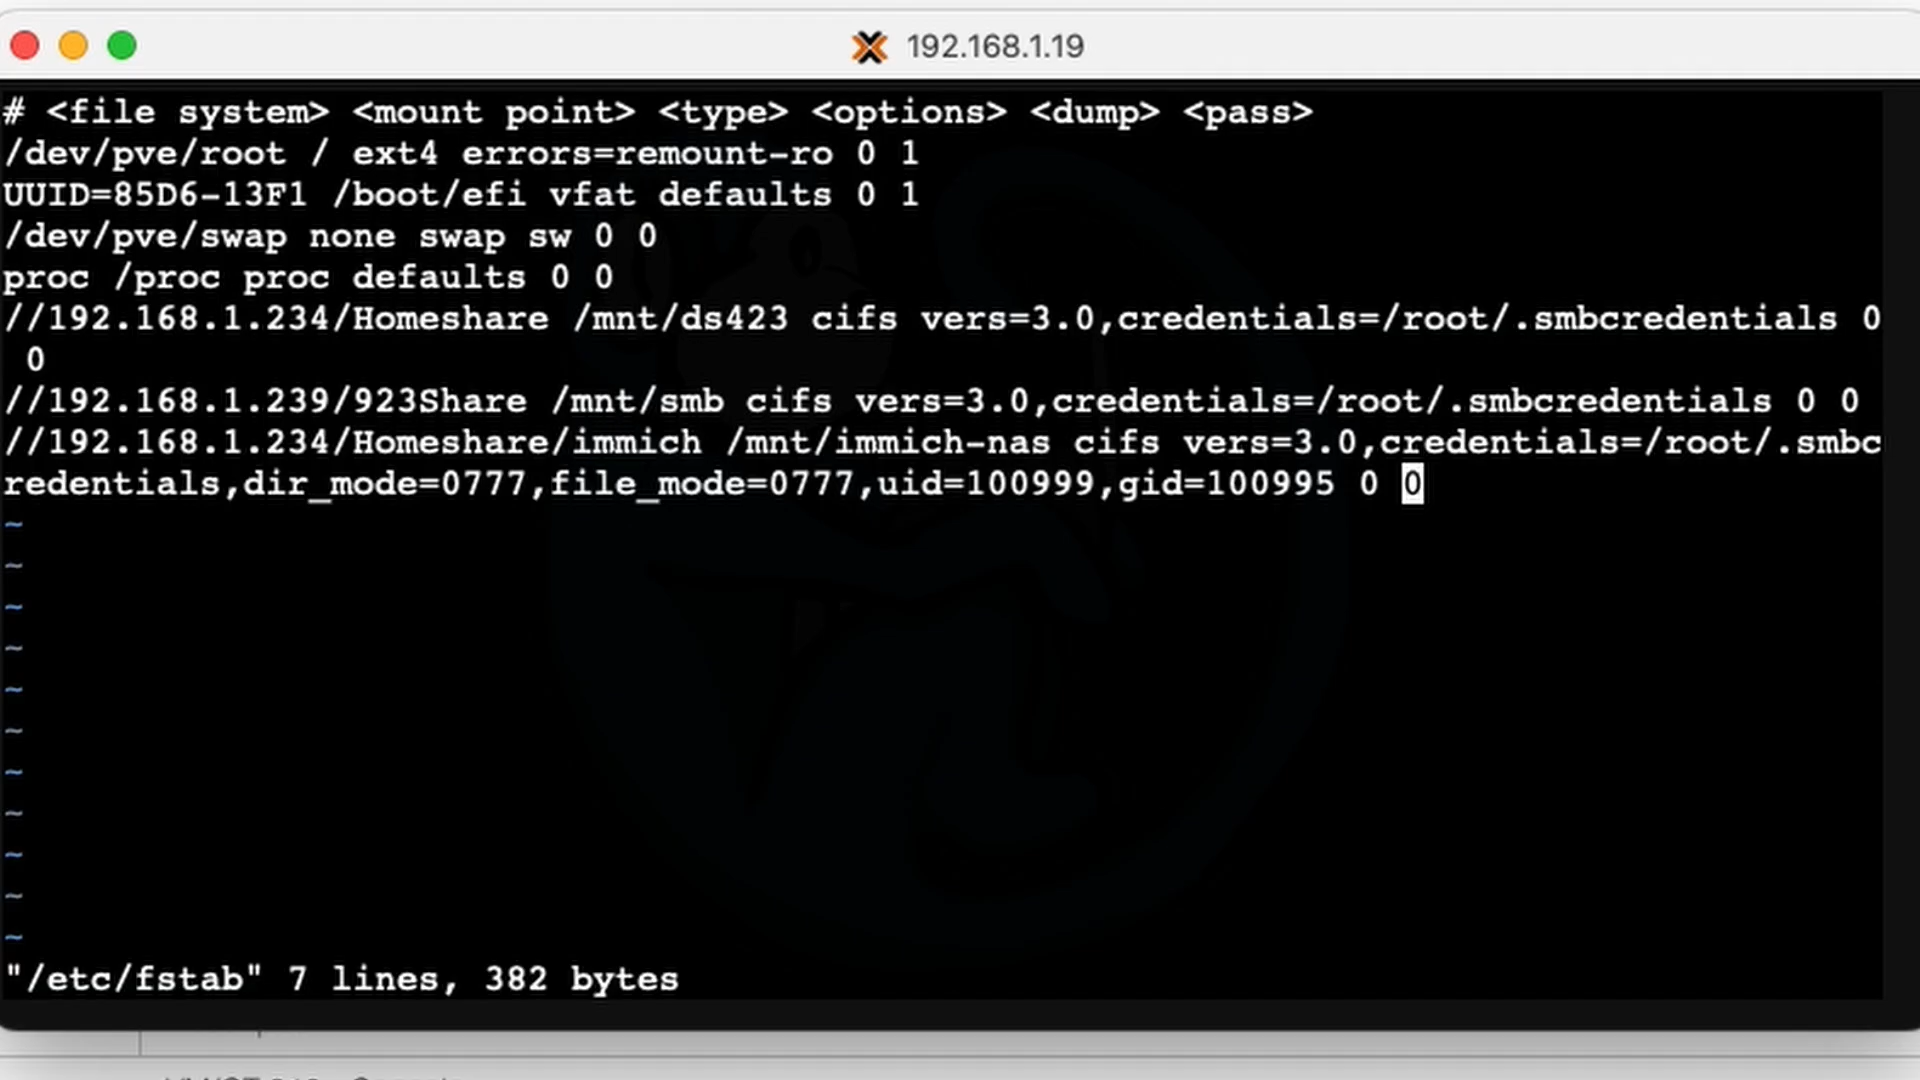 192.168.1.19
# <file system> <mount point> <type> <options> <dump> <pass>
/dev/pve/root / ext4 errors=remount-ro 0 1
UUID=85D6-13F1 /boot/efi vfat defaults 0 1
/dev/pve/swap none swap sw 0 0
proc /proc proc defaults 0 0
//192.168.1.234/Homeshare /mnt/ds423 cifs vers=3.0,credentials=/root/.smbcredentials 0
 0
//192.168.1.239/923Share /mnt/smb cifs vers=3.0,credentials=/root/.smbcredentials 0 0
//192.168.1.234/Homeshare/immich /mnt/immich-nas cifs vers=3.0,credentials=/root/.smbc
redentials,dir_mode=0777,file_mode=0777,uid=100999,gid=100995 0 0
~
~
~
~
~
~
~
~
~
~
~
"/etc/fstab" 7 lines, 382 bytes